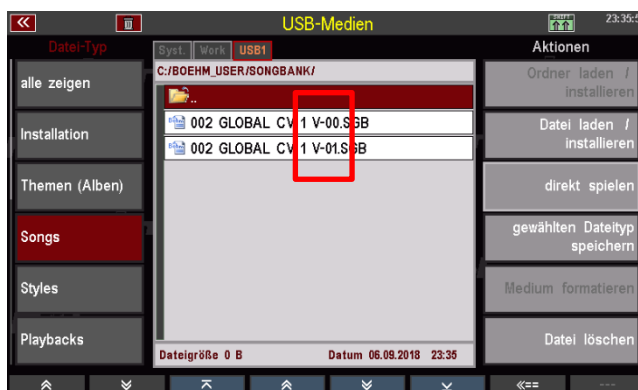 USB-Medien
23:35:5
Datei-Typ
Syst. Work USB1
Aktionen
alle zeigen
C:/BOEHM_USER/SONGBANK/
Ordner laden /
installieren
..
002 GLOBAL CV 1 V-00.SGB
Installation
Datei laden /
installieren
002 GLOBAL CV 1 V-01.SGB
Themen (Alben)
direkt spielen
Songs
gewählten Dateityp
speichern
Styles
Medium formatieren
Playbacks
Datei löschen
Dateigröße 0 B Datum 06.09.2018 23:35
«==
---